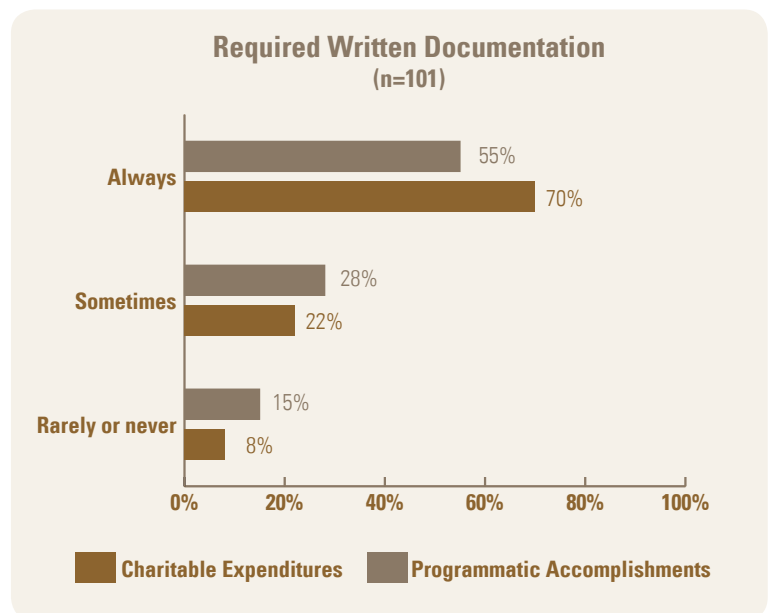 Required Written Documentation
(n=101)
Always
55%
70%
Sometimes
28%
22%
Rarely or never
15%
8%
0% 20% 40% 60% 80% 100%
Charitable Expenditures Programmatic Accomplishments